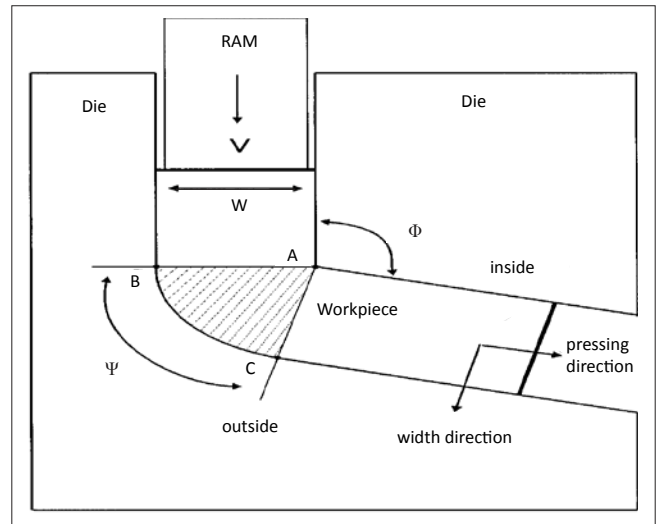 RAM
Die
Die
V
W
Φ
A
B
inside
Workpiece
C
Ψ
pressing
direction
outside
width direction